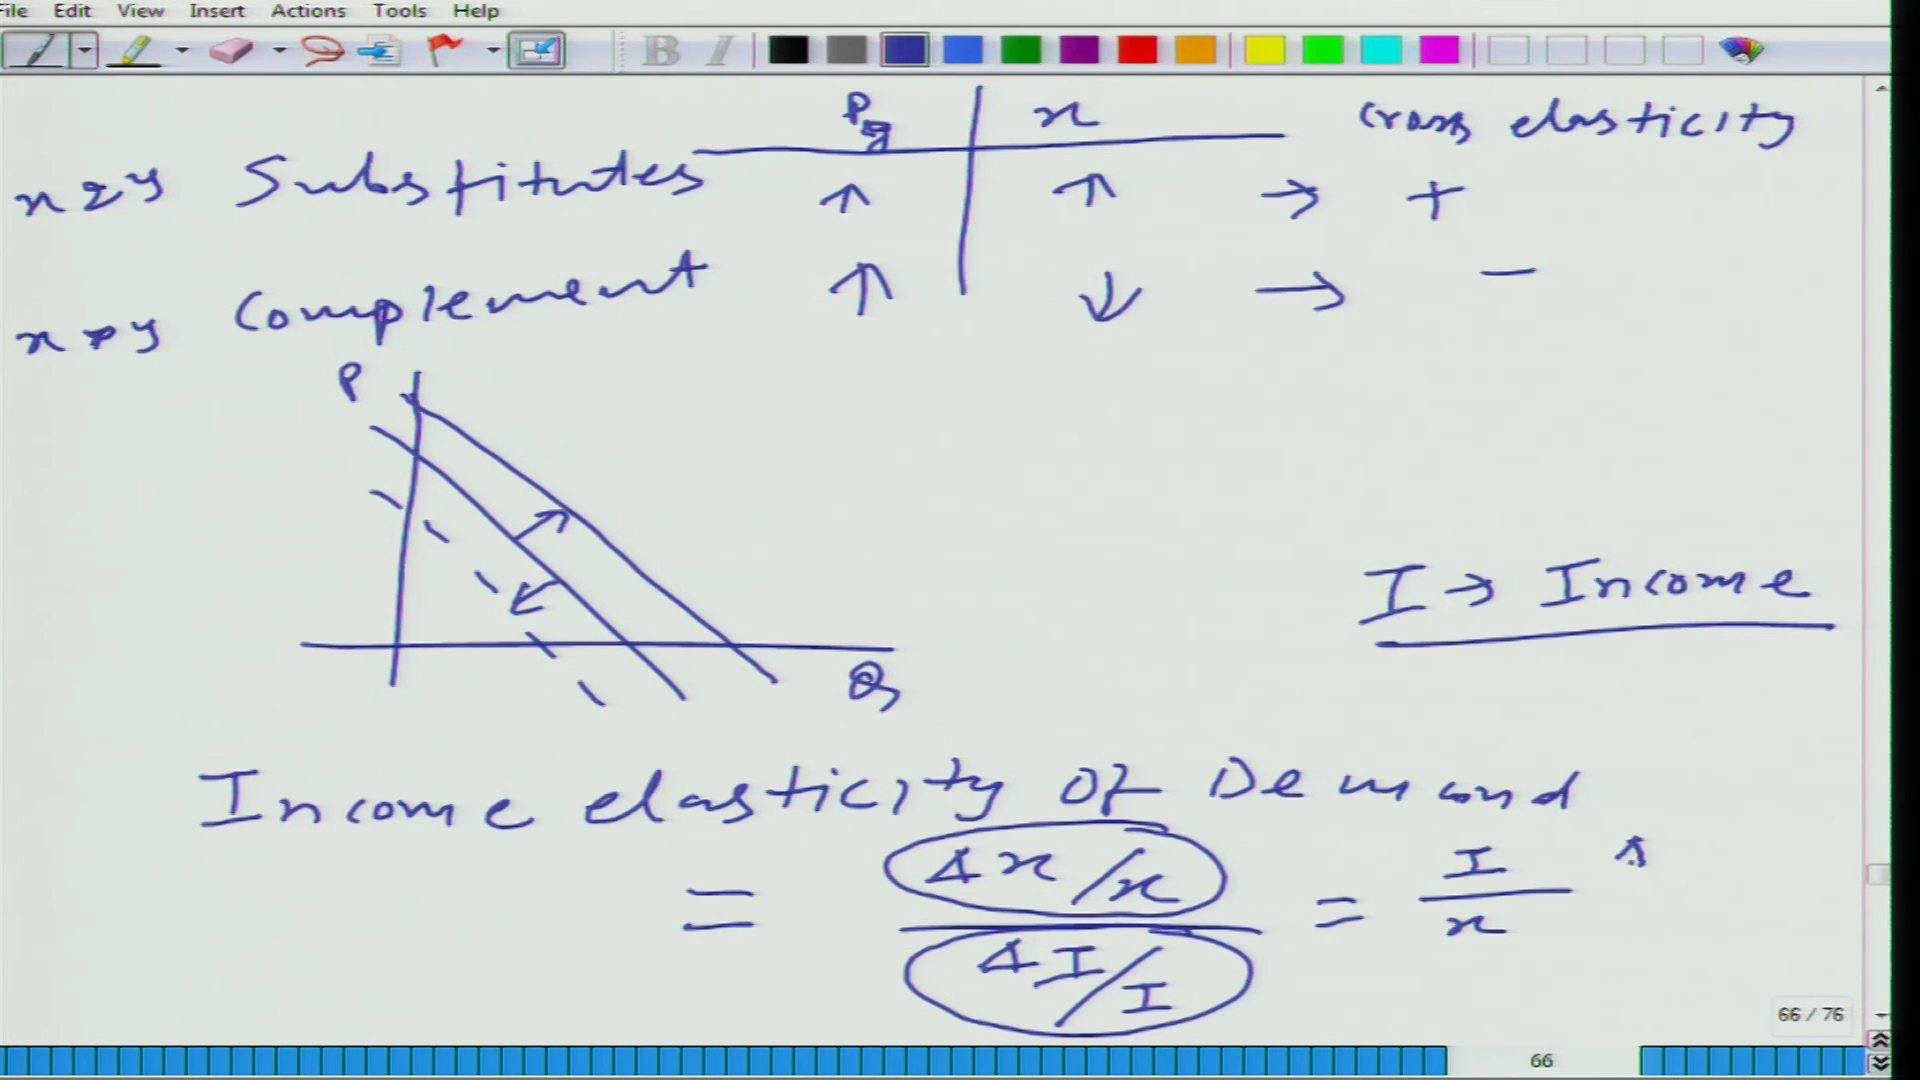 File Edit View Insert Actions Tools Help
B I
Py x cross elasticity
x & y Substitutes ↑ ↑ → +
x & y Complement ↑ ↓ → -
P
I → Income
Q
Income elasticity of Demand
= Δx/x / ΔI/I = I/x Δ
66 / 76
66